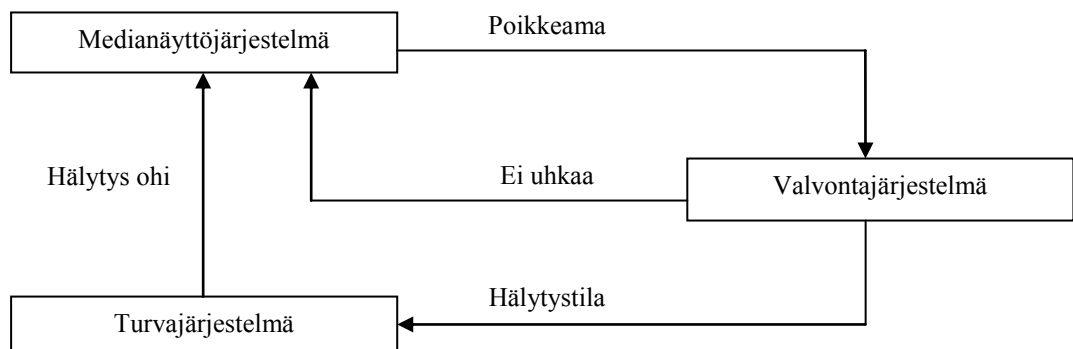 Poikkeama
Medianäyttöjärjestelmä
Hälytys ohi
Ei uhkaa
Valvontajärjestelmä
Hälytystila
Turvajärjestelmä